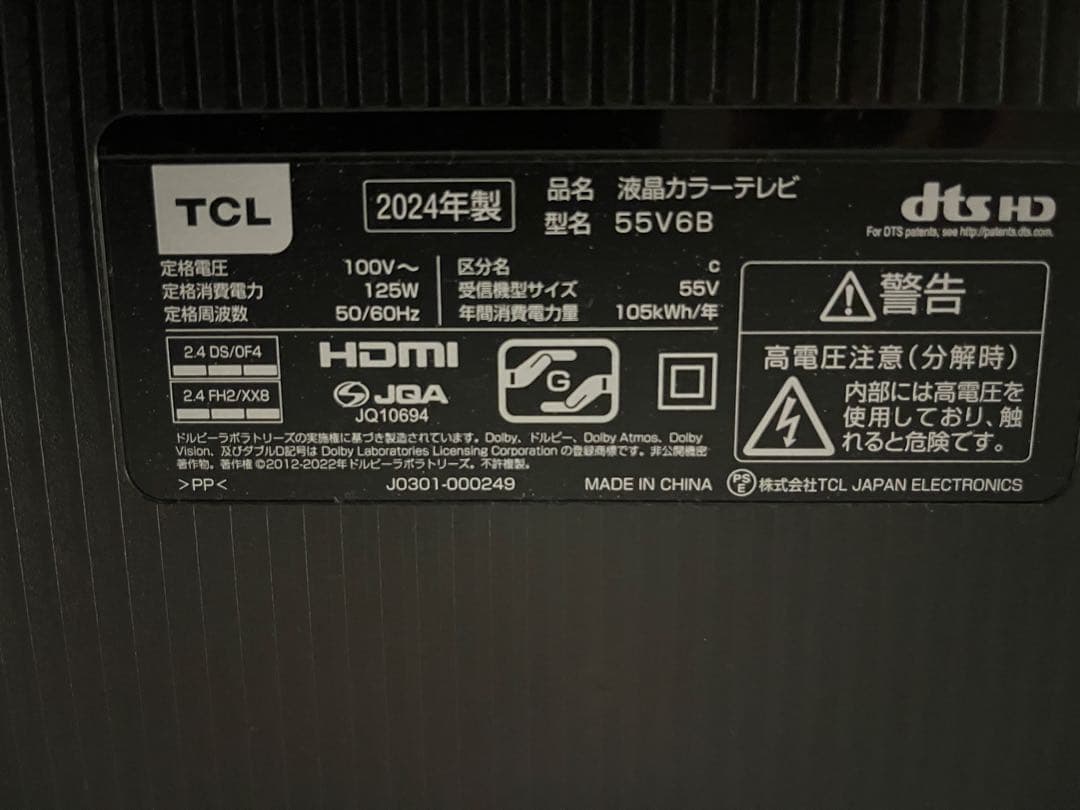 TCL
2024年製
品名 液晶カラーテレビ
型名 55V6B
dts HD
For DTS patents, see http://patents.dts.com.
定格電圧 100V～
定格消費電力 125W
定格周波数 50/60Hz
区分名 C
受信機型サイズ 55V
年間消費電力量 105kWh/年
2.4 DS/0F4
2.4 FH2/XX8
HDMI
JQA
JQ10694
G
警告
高電圧注意(分解時)
内部には高電圧を
使用しており、触
れると危険です。
ドルビーラボラトリーズの実施権に基づき製造されています。Dolby、ドルビー、Dolby Atmos、Dolby
Vision、及びダブルD記号は Dolby Laboratories Licensing Corporation の登録商標です。非公開機密
著作物。著作権 ©2012-2022年ドルビーラボラトリーズ。不許複製。
>PP<
J0301-000249
MADE IN CHINA
PSE 株式会社TCL JAPAN ELECTRONICS